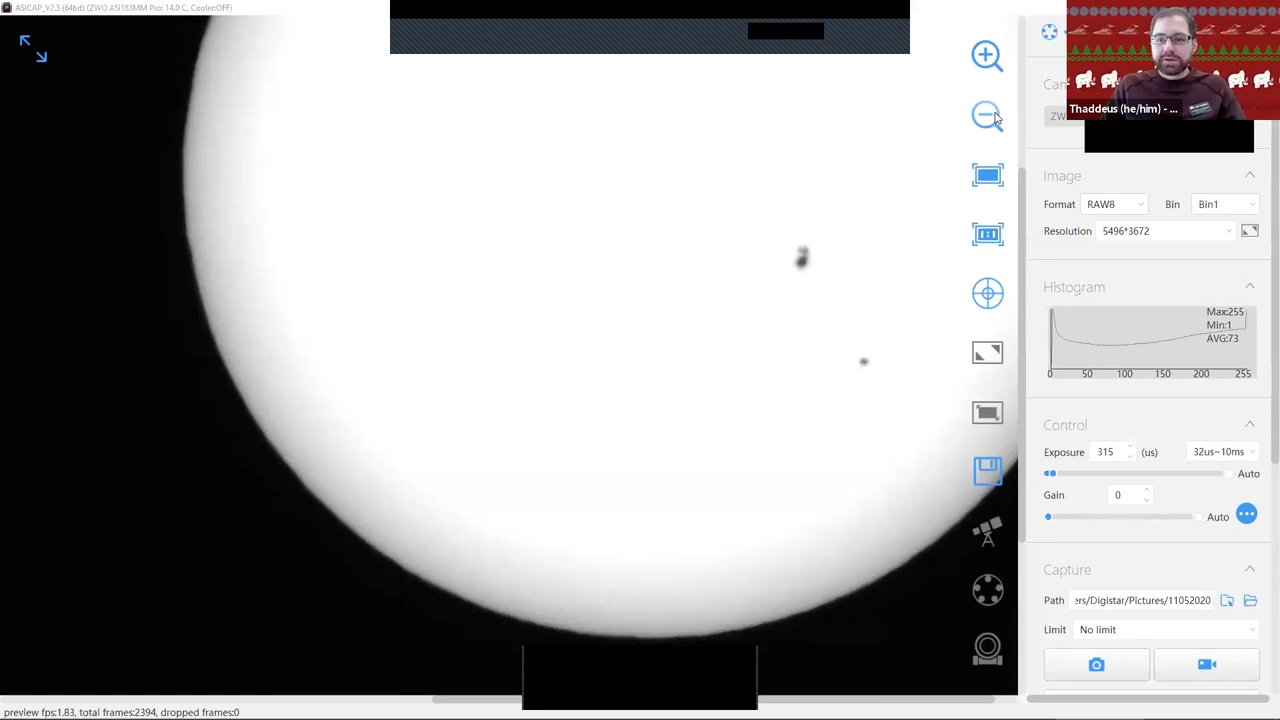 ASICAP_V2.3 (64bit) (ZWO ASI183MM Pro: 14.0 C, Cooler:OFF)
Thaddeus (he/him) - ...
Image
Format RAW8 Bin Bin1
Resolution 5496*3672
1:1
Histogram
Max:255
Min:1
AVG:73
0 50 100 150 200 255
Control
Exposure 315 (us) 32us~10ms
Auto
Gain 0
Auto
Capture
Path ers/Digistar/Pictures/11052020
Limit No limit
preview fps:1.83, total frames:2394, dropped frames:0